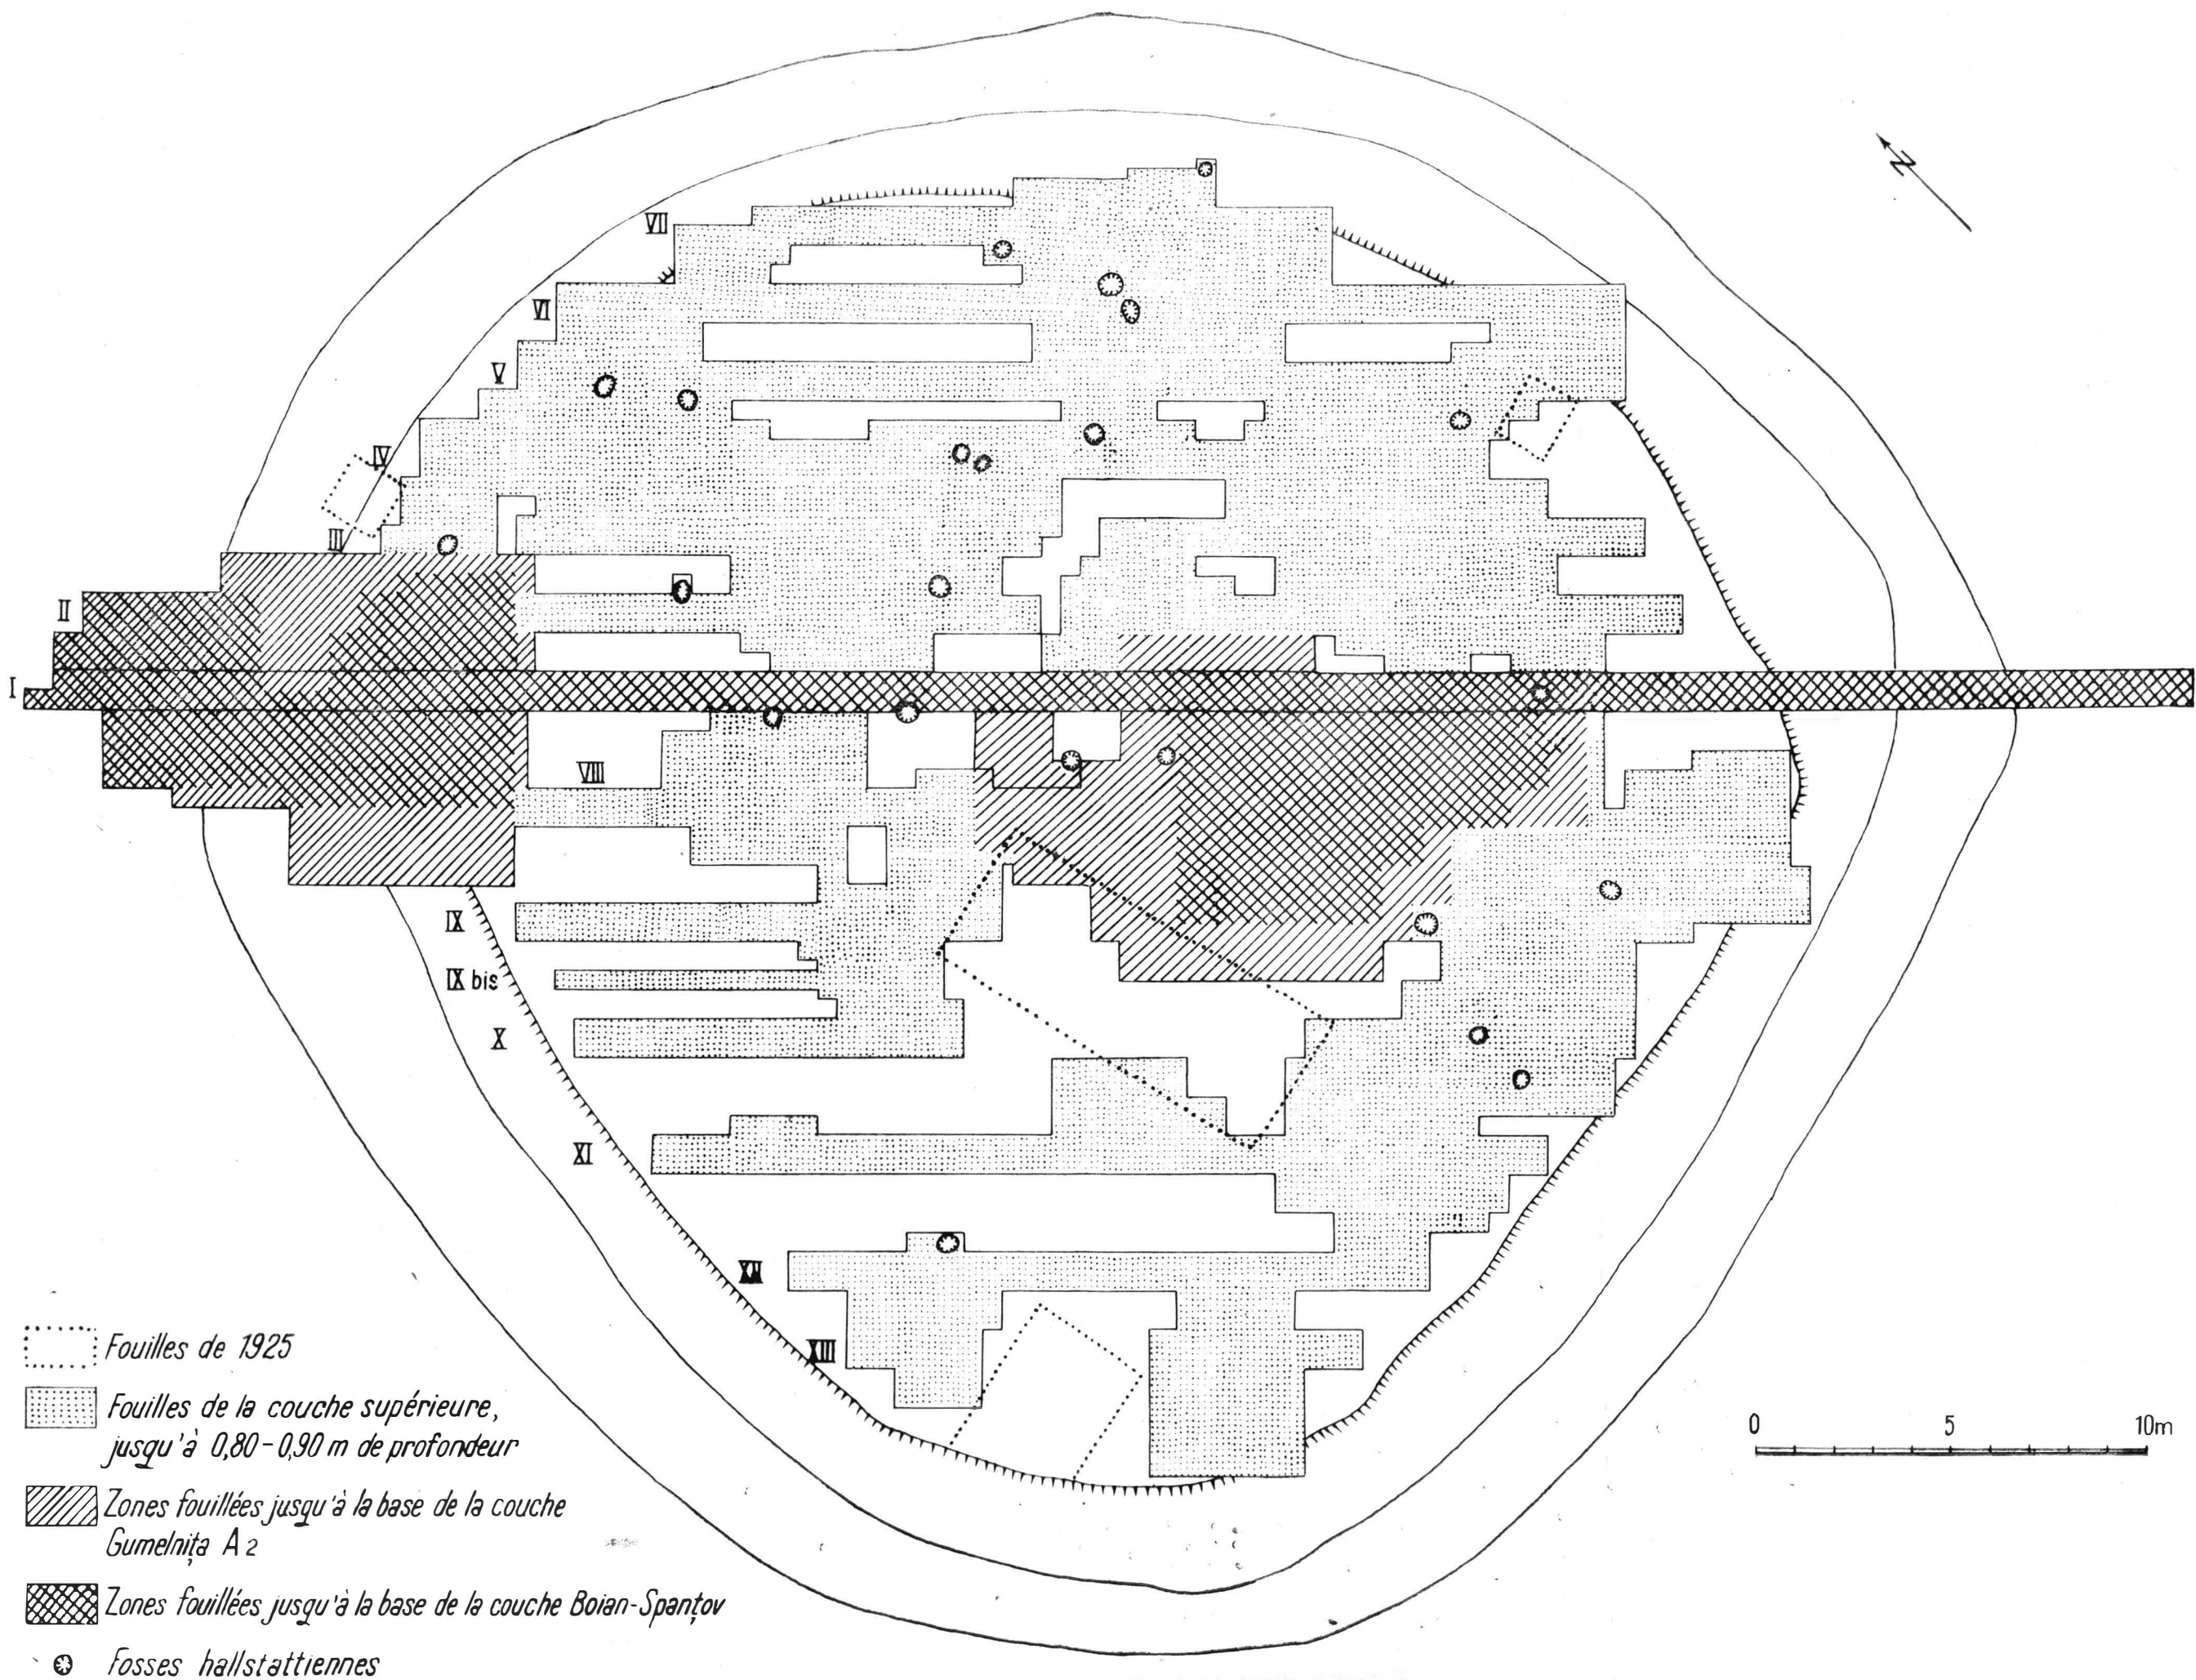 N
VII
VI
V
IV
III
II
I
VIII
IX
IX bis
X
XI
XII
XIII
Fouilles de 1925
Fouilles de la couche supérieure,
jusqu'à 0,80-0,90 m de profondeur
Zones fouillées jusqu'à la base de la couche
Gumelnița A2
Zones fouillées jusqu'à la base de la couche Boian-Spanțov
Fosses hallstattiennes
0 5 10m